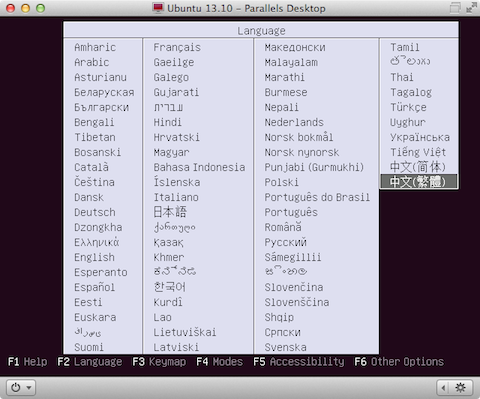 Ubuntu 13.10 – Parallels Desktop
Language
Amharic
Arabic
Asturianu
Беларуская
Български
Bengali
Tibetan
Bosanski
Català
Čeština
Dansk
Deutsch
Dzongkha
Ελληνικά
English
Esperanto
Español
Eesti
Euskara
Suomi
Français
Gaeilge
Galego
Gujarati
עברית
Hindi
Hrvatski
Magyar
Bahasa Indonesia
Íslenska
Italiano
日本語
ქართული
Қазақ
Khmer
ಕನ್ನಡ
한국어
Kurdî
Lao
Lietuviškai
Latviski
Македонски
Malayalam
Marathi
Burmese
Nepali
Nederlands
Norsk bokmål
Norsk nynorsk
Punjabi (Gurmukhi)
Polski
Português do Brasil
Português
Română
Русский
Sámegillii
සිංහල
Slovenčina
Slovenščina
Shqip
Српски
Svenska
Tamil
తెలుగు
Thai
Tagalog
Türkçe
Uyghur
Українська
Tiếng Việt
中文(简体)
中文(繁體)
F1 Help F2 Language F3 Keymap F4 Modes F5 Accessibility F6 Other Options